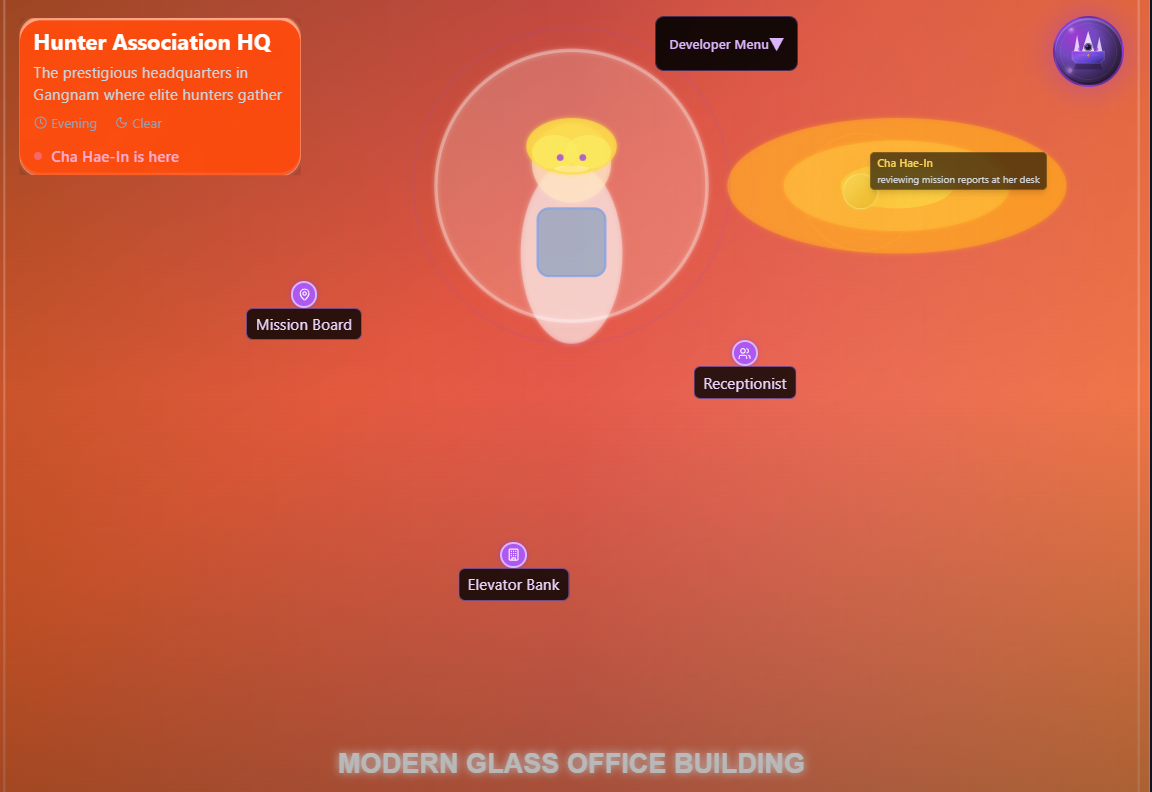 Hunter Association HQ
The prestigious headquarters in
Gangnam where elite hunters gather
Evening Clear
Cha Hae-In is here
Developer Menu
Cha Hae-In
reviewing mission reports at her desk
Mission Board
Receptionist
Elevator Bank
MODERN GLASS OFFICE BUILDING